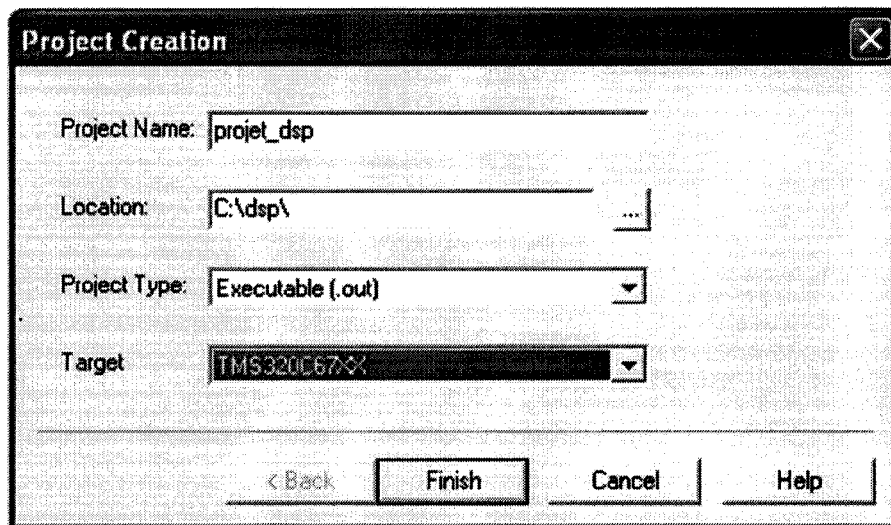 Project Creation
Project Name: projet_dsp
Location: C:\dsp\ ...
Project Type: Executable (.out)
Target TMS320C67XX
< Back Finish Cancel Help